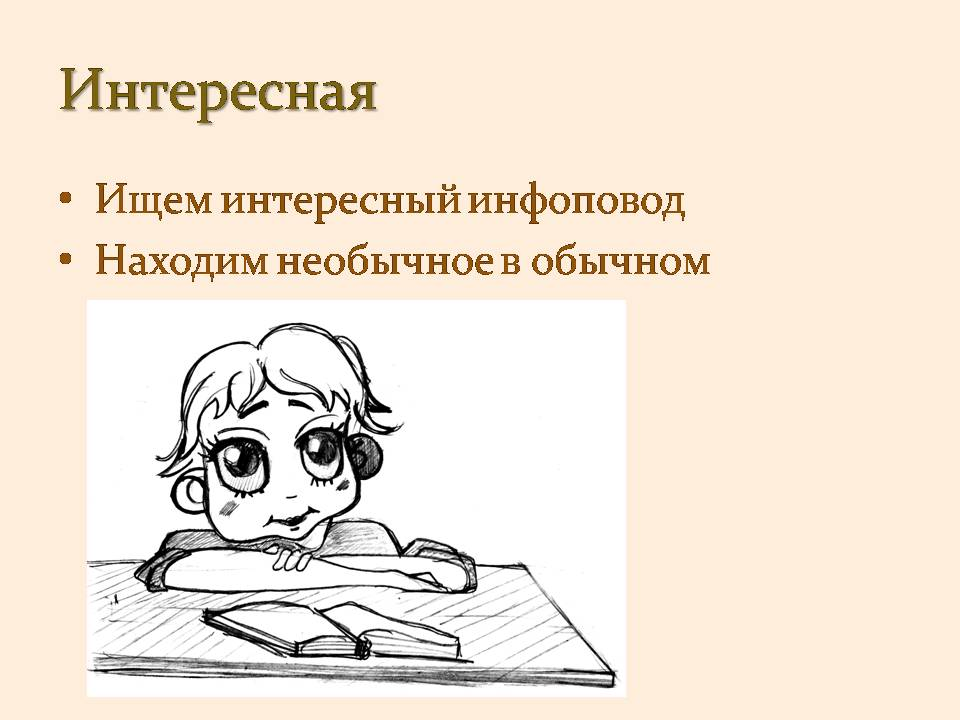 Интересная
• Ищем интересный инфоповод
• Находим необычное в обычном